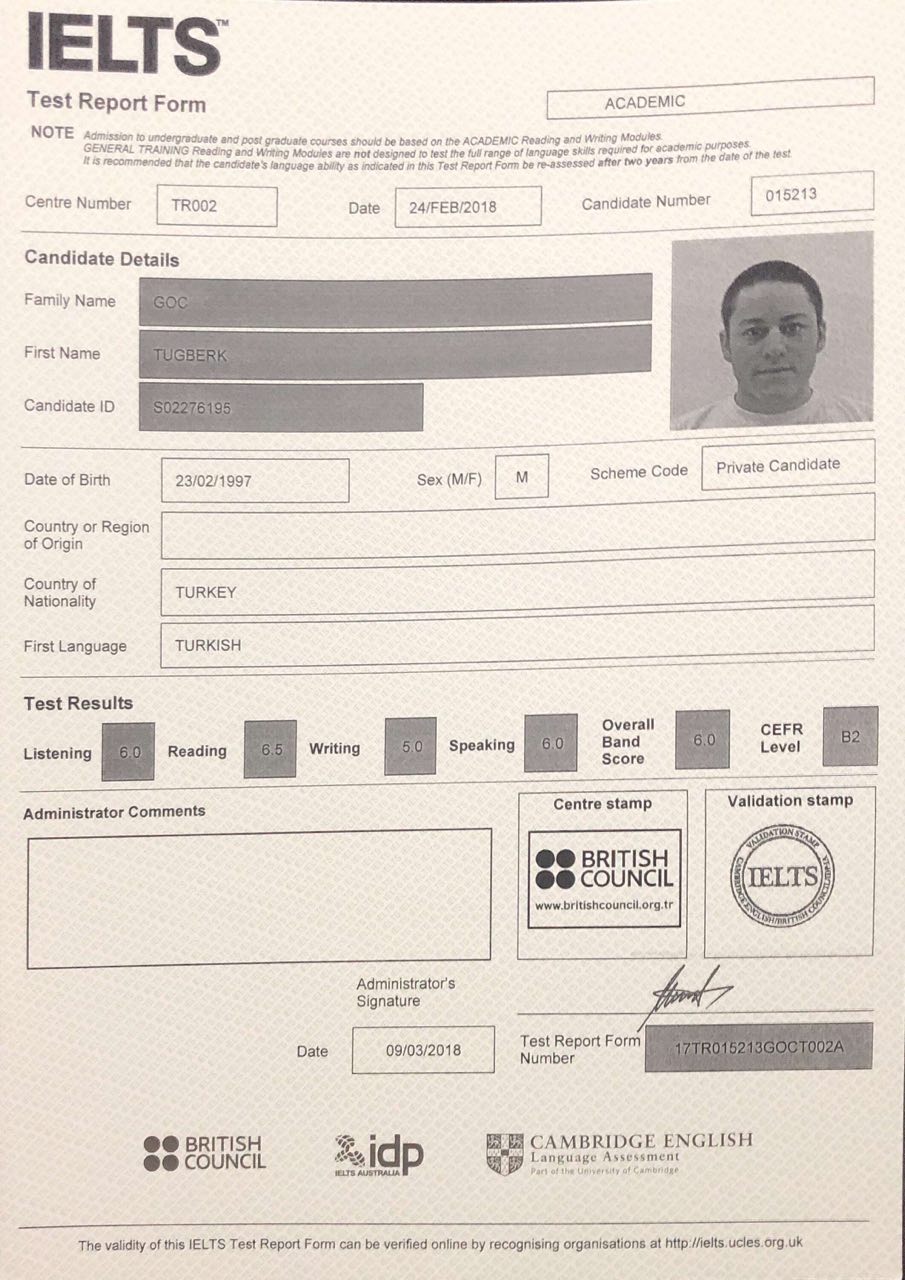 IELTS™
Test Report Form
ACADEMIC
NOTE Admission to undergraduate and post graduate courses should be based on the ACADEMIC Reading and Writing Modules.
GENERAL TRAINING Reading and Writing Modules are not designed to test the full range of language skills required for academic purposes.
It is recommended that the candidate's language ability as indicated in this Test Report Form be re-assessed after two years from the date of the test.
Centre Number TR002 Date 24/FEB/2018 Candidate Number 015213
Candidate Details
Family Name GOC
First Name TUGBERK
Candidate ID S02276195
Date of Birth 23/02/1997 Sex (M/F) M Scheme Code Private Candidate
Country or Region
of Origin
Country of
Nationality TURKEY
First Language TURKISH
Test Results
Listening 6.0 Reading 6.5 Writing 5.0 Speaking 6.0 Overall Band Score 6.0 CEFR Level B2
Administrator Comments
Centre stamp
BRITISH
COUNCIL
www.britishcouncil.org.tr
Validation stamp
VALIDATION STAMP
IELTS
Administrator's
Signature
Date 09/03/2018
Test Report Form
Number 17TR015213GOCT002A
BRITISH
COUNCIL
idp
IELTS AUSTRALIA
CAMBRIDGE ENGLISH
Language Assessment
Part of the University of Cambridge
The validity of this IELTS Test Report Form can be verified online by recognising organisations at http://ielts.ucles.org.uk